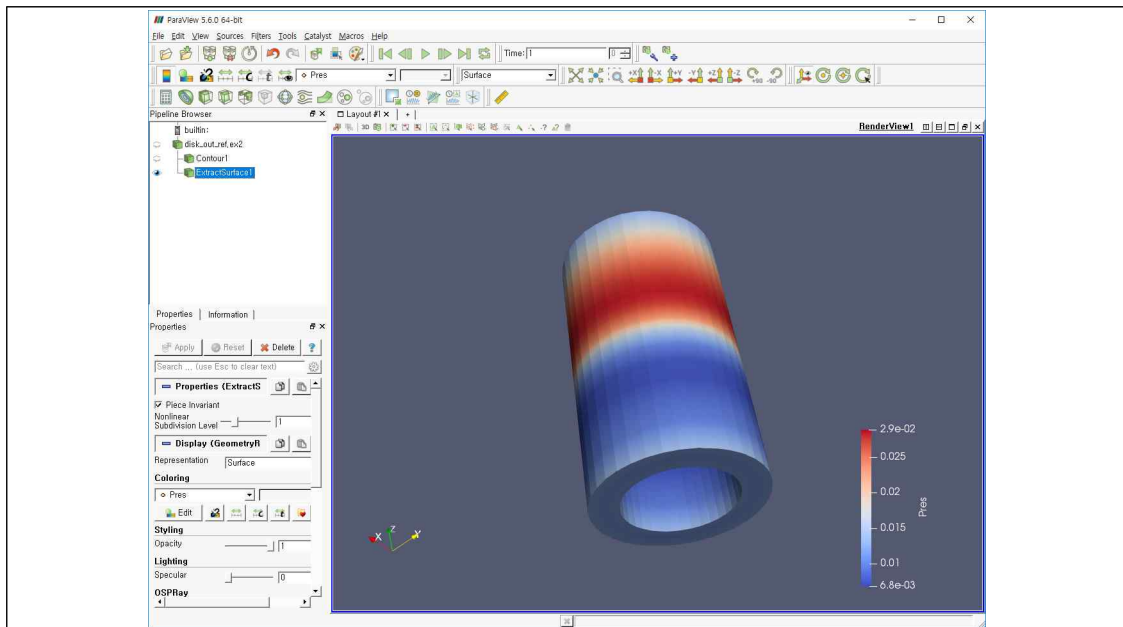 ParaView 5.6.0 64-bit
File Edit View Sources Filters Tools Catalyst Macros Help
Time: 1 0
Pres Surface
+X -X +Y -Y +Z -Z +90 -90
Pipeline Browser
Layout #1 × +
3D RenderView1
builtin:
disk_out_ref.ex2
Contour1
ExtractSurface1
Properties Information
Properties
Apply Reset Delete ?
Search ... (use Esc to clear text)
Properties (ExtractS
Piece Invariant
Nonlinear
Subdivision Level 1
Display (GeometryR
Representation Surface
Coloring
Pres
Edit
Styling
Opacity 1
Lighting
Specular 0
OSPRay
X Z Y
2.9e-02
0.025
0.02
0.015
0.01
6.8e-03
Pres